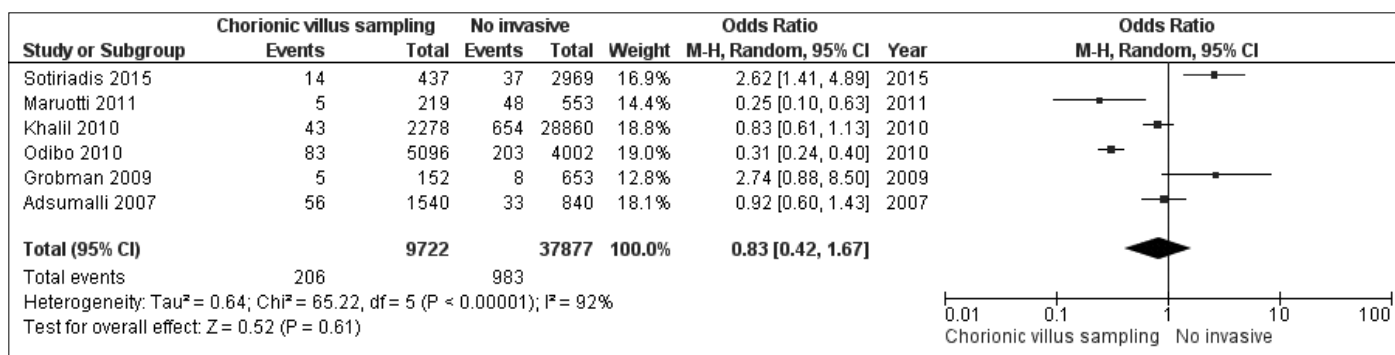 Chorionic villus sampling No invasive Odds Ratio Odds Ratio
Study or Subgroup Events Total Events Total Weight M-H, Random, 95% CI Year M-H, Random, 95% CI
Sotiriadis 2015 14 437 37 2969 16.9% 2.62 [1.41, 4.89] 2015
Maruotti 2011 5 219 48 553 14.4% 0.25 [0.10, 0.63] 2011
Khalil 2010 43 2278 654 28860 18.8% 0.83 [0.61, 1.13] 2010
Odibo 2010 83 5096 203 4002 19.0% 0.31 [0.24, 0.40] 2010
Grobman 2009 5 152 8 653 12.8% 2.74 [0.88, 8.50] 2009
Adsumalli 2007 56 1540 33 840 18.1% 0.92 [0.60, 1.43] 2007
Total (95% CI) 9722 37877 100.0% 0.83 [0.42, 1.67]
Total events 206 983
Heterogeneity: Tau² = 0.64; Chi² = 65.22, df = 5 (P < 0.00001); I² = 92%
Test for overall effect: Z = 0.52 (P = 0.61)
0.01 0.1 1 10 100
Chorionic villus sampling No invasive